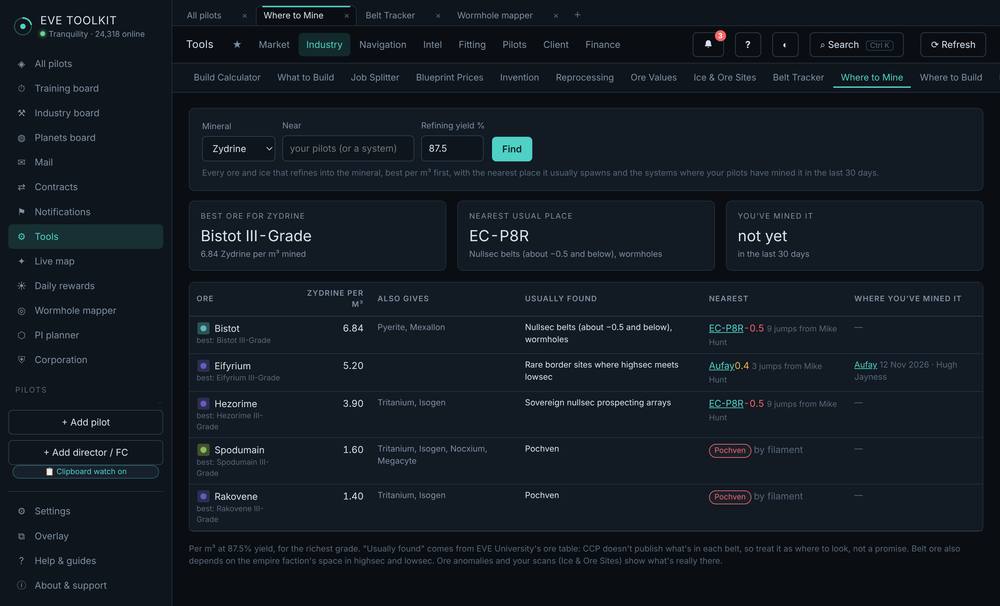 EVE TOOLKIT
Tranquility · 24,318 online
All pilots
Training board
Industry board
Planets board
Mail
Contracts
Notifications
Tools
Live map
Daily rewards
Wormhole mapper
PI planner
Corporation
PILOTS
+ Add pilot
+ Add director / FC
Clipboard watch on
Settings
Overlay
Help & guides
About & support
All pilots × Where to Mine × Belt Tracker × Wormhole mapper × +
Tools ★ Market Industry Navigation Intel Fitting Pilots Client Finance 3 ? Search Ctrl K Refresh
Build Calculator What to Build Job Splitter Blueprint Prices Invention Reprocessing Ore Values Ice & Ore Sites Belt Tracker Where to Mine Where to Build
Mineral Near Refining yield %
Zydrine your pilots (or a system) 87.5 Find
Every ore and ice that refines into the mineral, best per m³ first, with the nearest place it usually spawns and the systems where your pilots have mined it in the last 30 days.
BEST ORE FOR ZYDRINE
Bistot III-Grade
6.84 Zydrine per m³ mined
NEAREST USUAL PLACE
EC-P8R
Nullsec belts (about −0.5 and below), wormholes
YOU'VE MINED IT
not yet
in the last 30 days
ORE ZYDRINE PER M³ ALSO GIVES USUALLY FOUND NEAREST WHERE YOU'VE MINED IT
Bistot 6.84 Pyerite, Mexallon Nullsec belts (about −0.5 and below), EC-P8R-0.5 9 jumps from Mike —
best: Bistot III-Grade wormholes Hunt
Eifyrium 5.20 Rare border sites where highsec meets Aufay0.4 3 jumps from Mike Aufay 12 Nov 2026 · Hugh
best: Eifyrium III-Grade lowsec Hunt Jayness
Hezorime 3.90 Tritanium, Isogen Sovereign nullsec prospecting arrays EC-P8R-0.5 9 jumps from Mike —
best: Hezorime III- Hunt
Grade
Spodumain 1.60 Tritanium, Isogen, Nocxium, Pochven Pochven by filament —
best: Spodumain III- Megacyte
Grade
Rakovene 1.40 Tritanium, Isogen Pochven Pochven by filament —
best: Rakovene III-
Grade
Per m³ at 87.5% yield, for the richest grade. "Usually found" comes from EVE University's ore table: CCP doesn't publish what's in each belt, so treat it as where to look, not a promise. Belt ore also
depends on the empire faction's space in highsec and lowsec. Ore anomalies and your scans (Ice & Ore Sites) show what's really there.